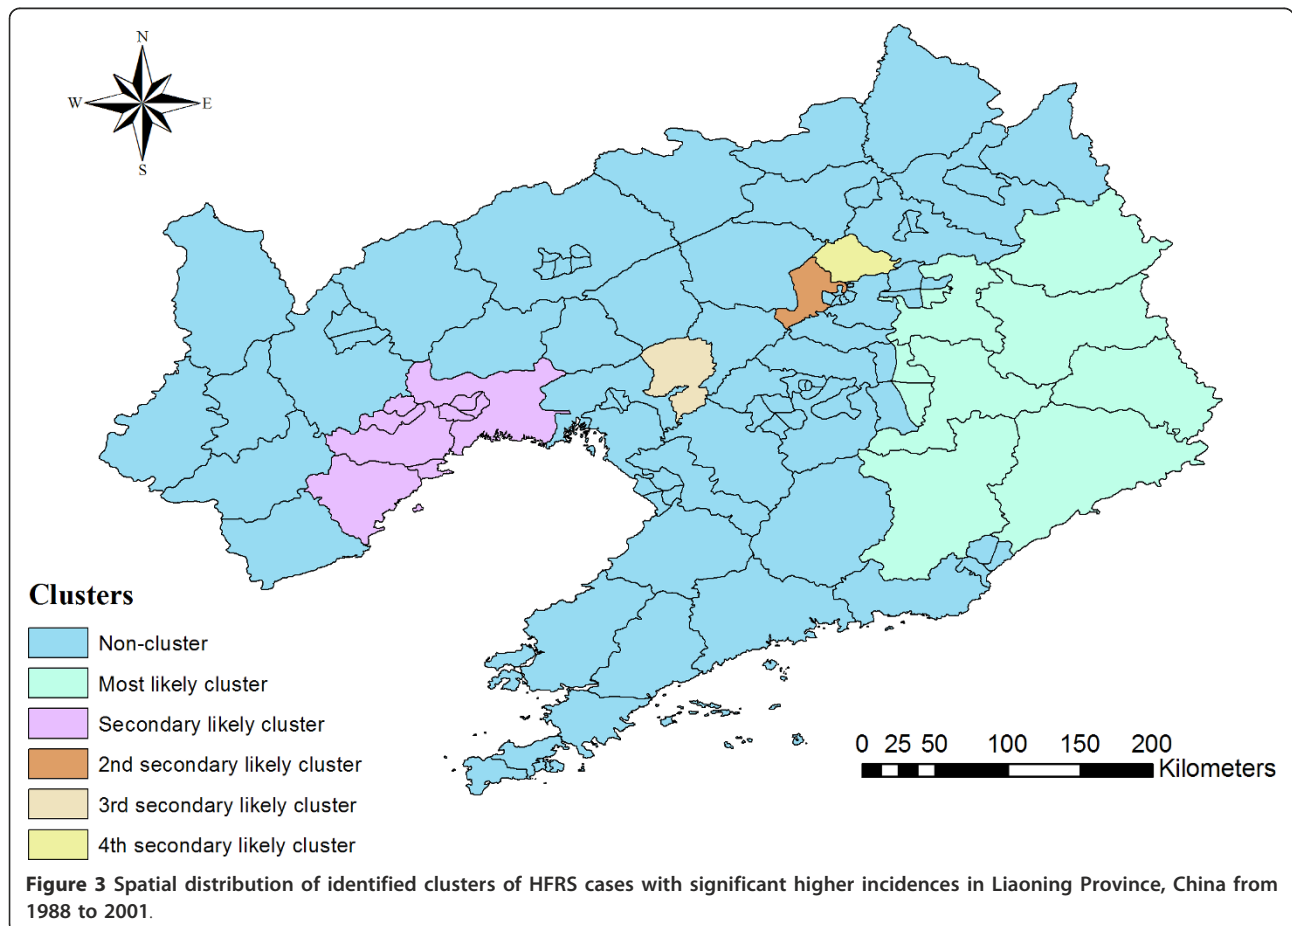 N
W E
S
Clusters
Non-cluster
Most likely cluster
Secondary likely cluster
2nd secondary likely cluster
3rd secondary likely cluster
4th secondary likely cluster
0 25 50 100 150 200
Kilometers
Figure 3 Spatial distribution of identified clusters of HFRS cases with significant higher incidences in Liaoning Province, China from
1988 to 2001.